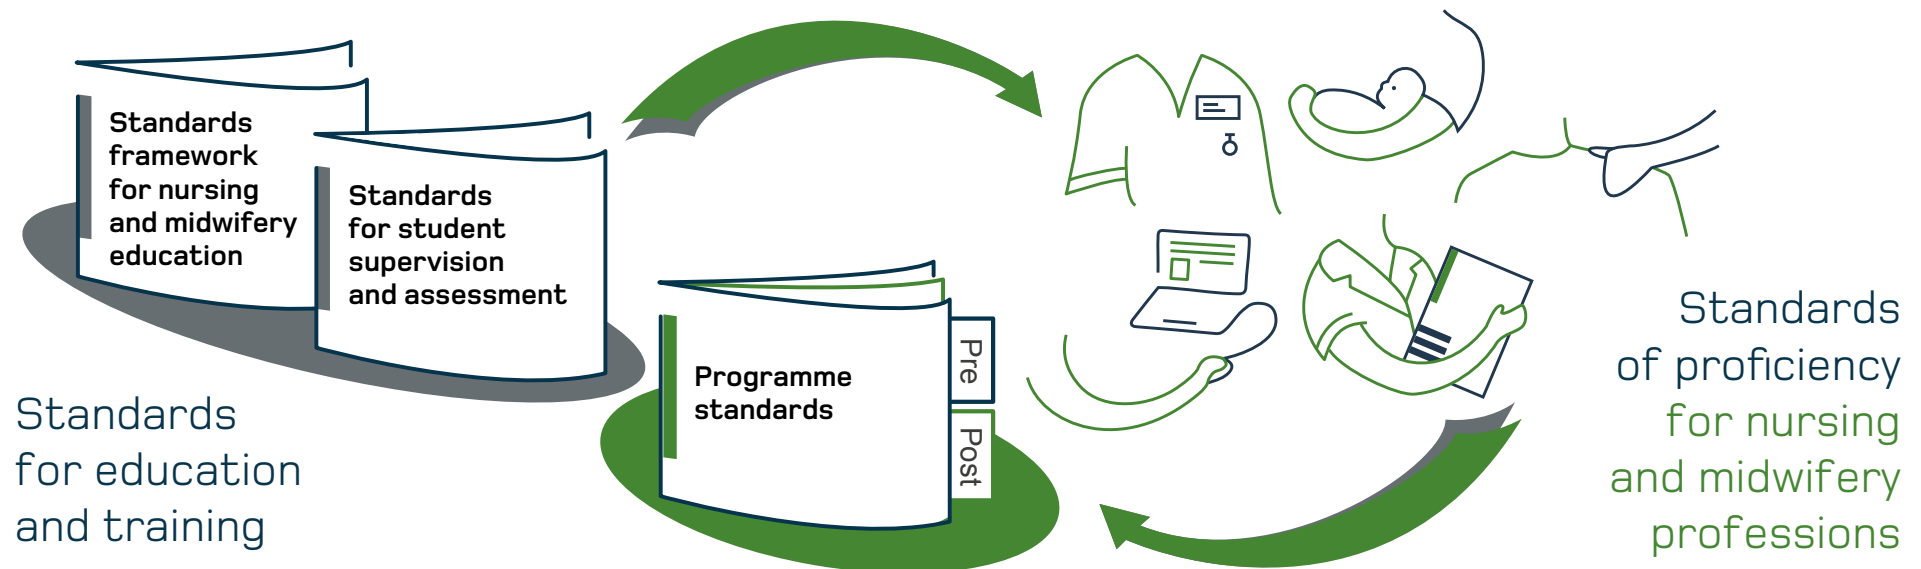 Standards
framework
for nursing
and midwifery
education
Standards
for student
supervision
and assessment
Programme
standards
Pre
Post
Standards
for education
and training
Standards
of proficiency
for nursing
and midwifery
professions